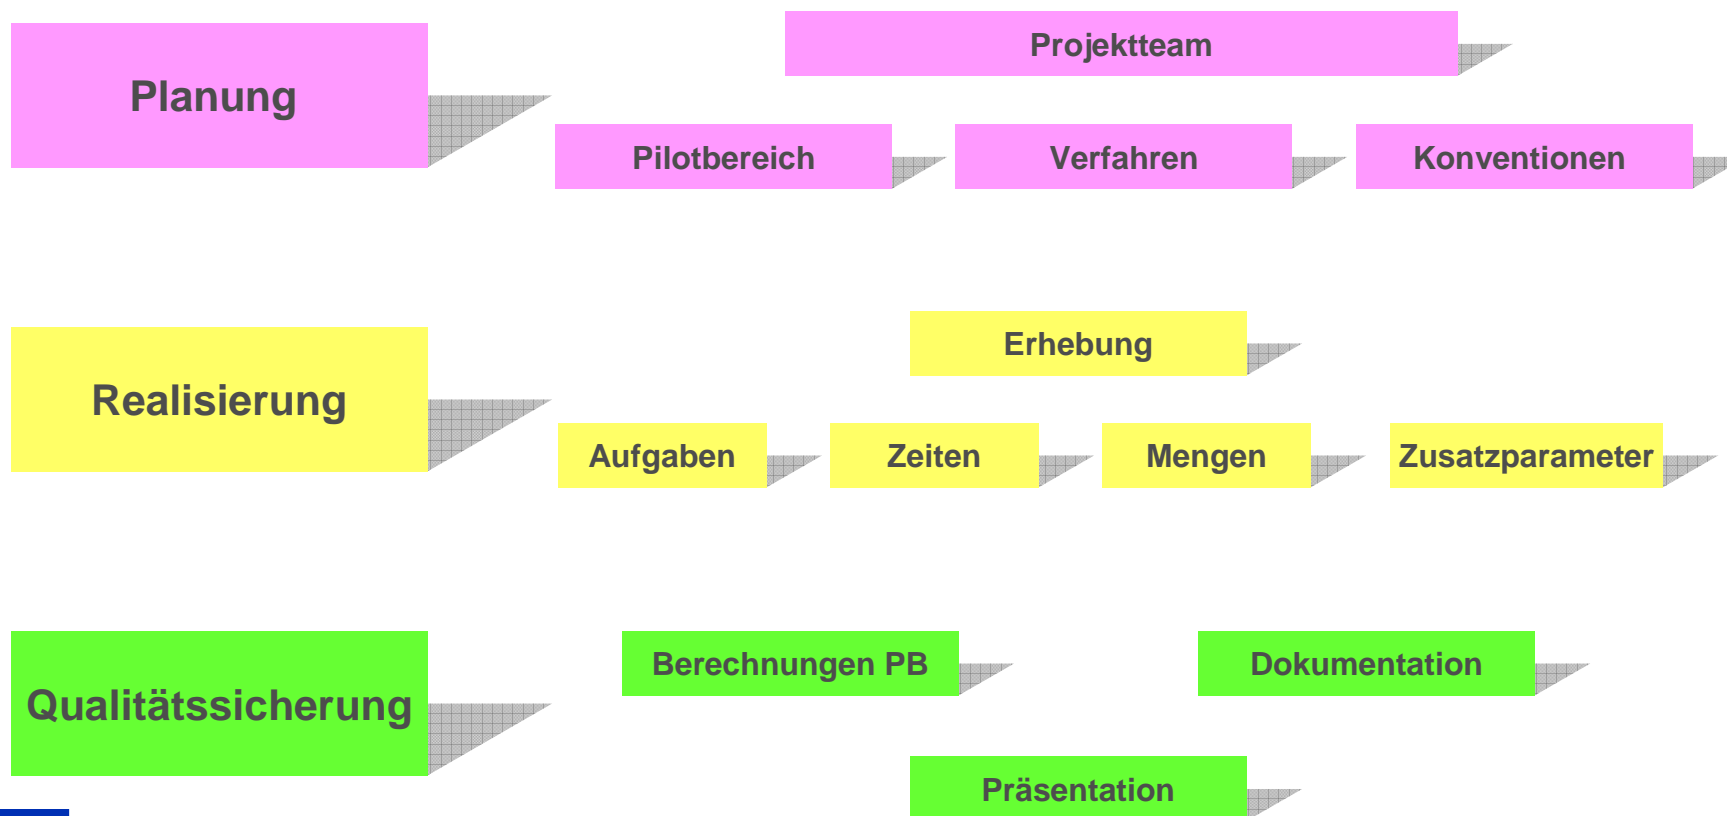 Planung
Projektteam
Pilotbereich
Verfahren
Konventionen
Realisierung
Erhebung
Aufgaben
Zeiten
Mengen
Zusatzparameter
Qualitätssicherung
Berechnungen PB
Dokumentation
Präsentation